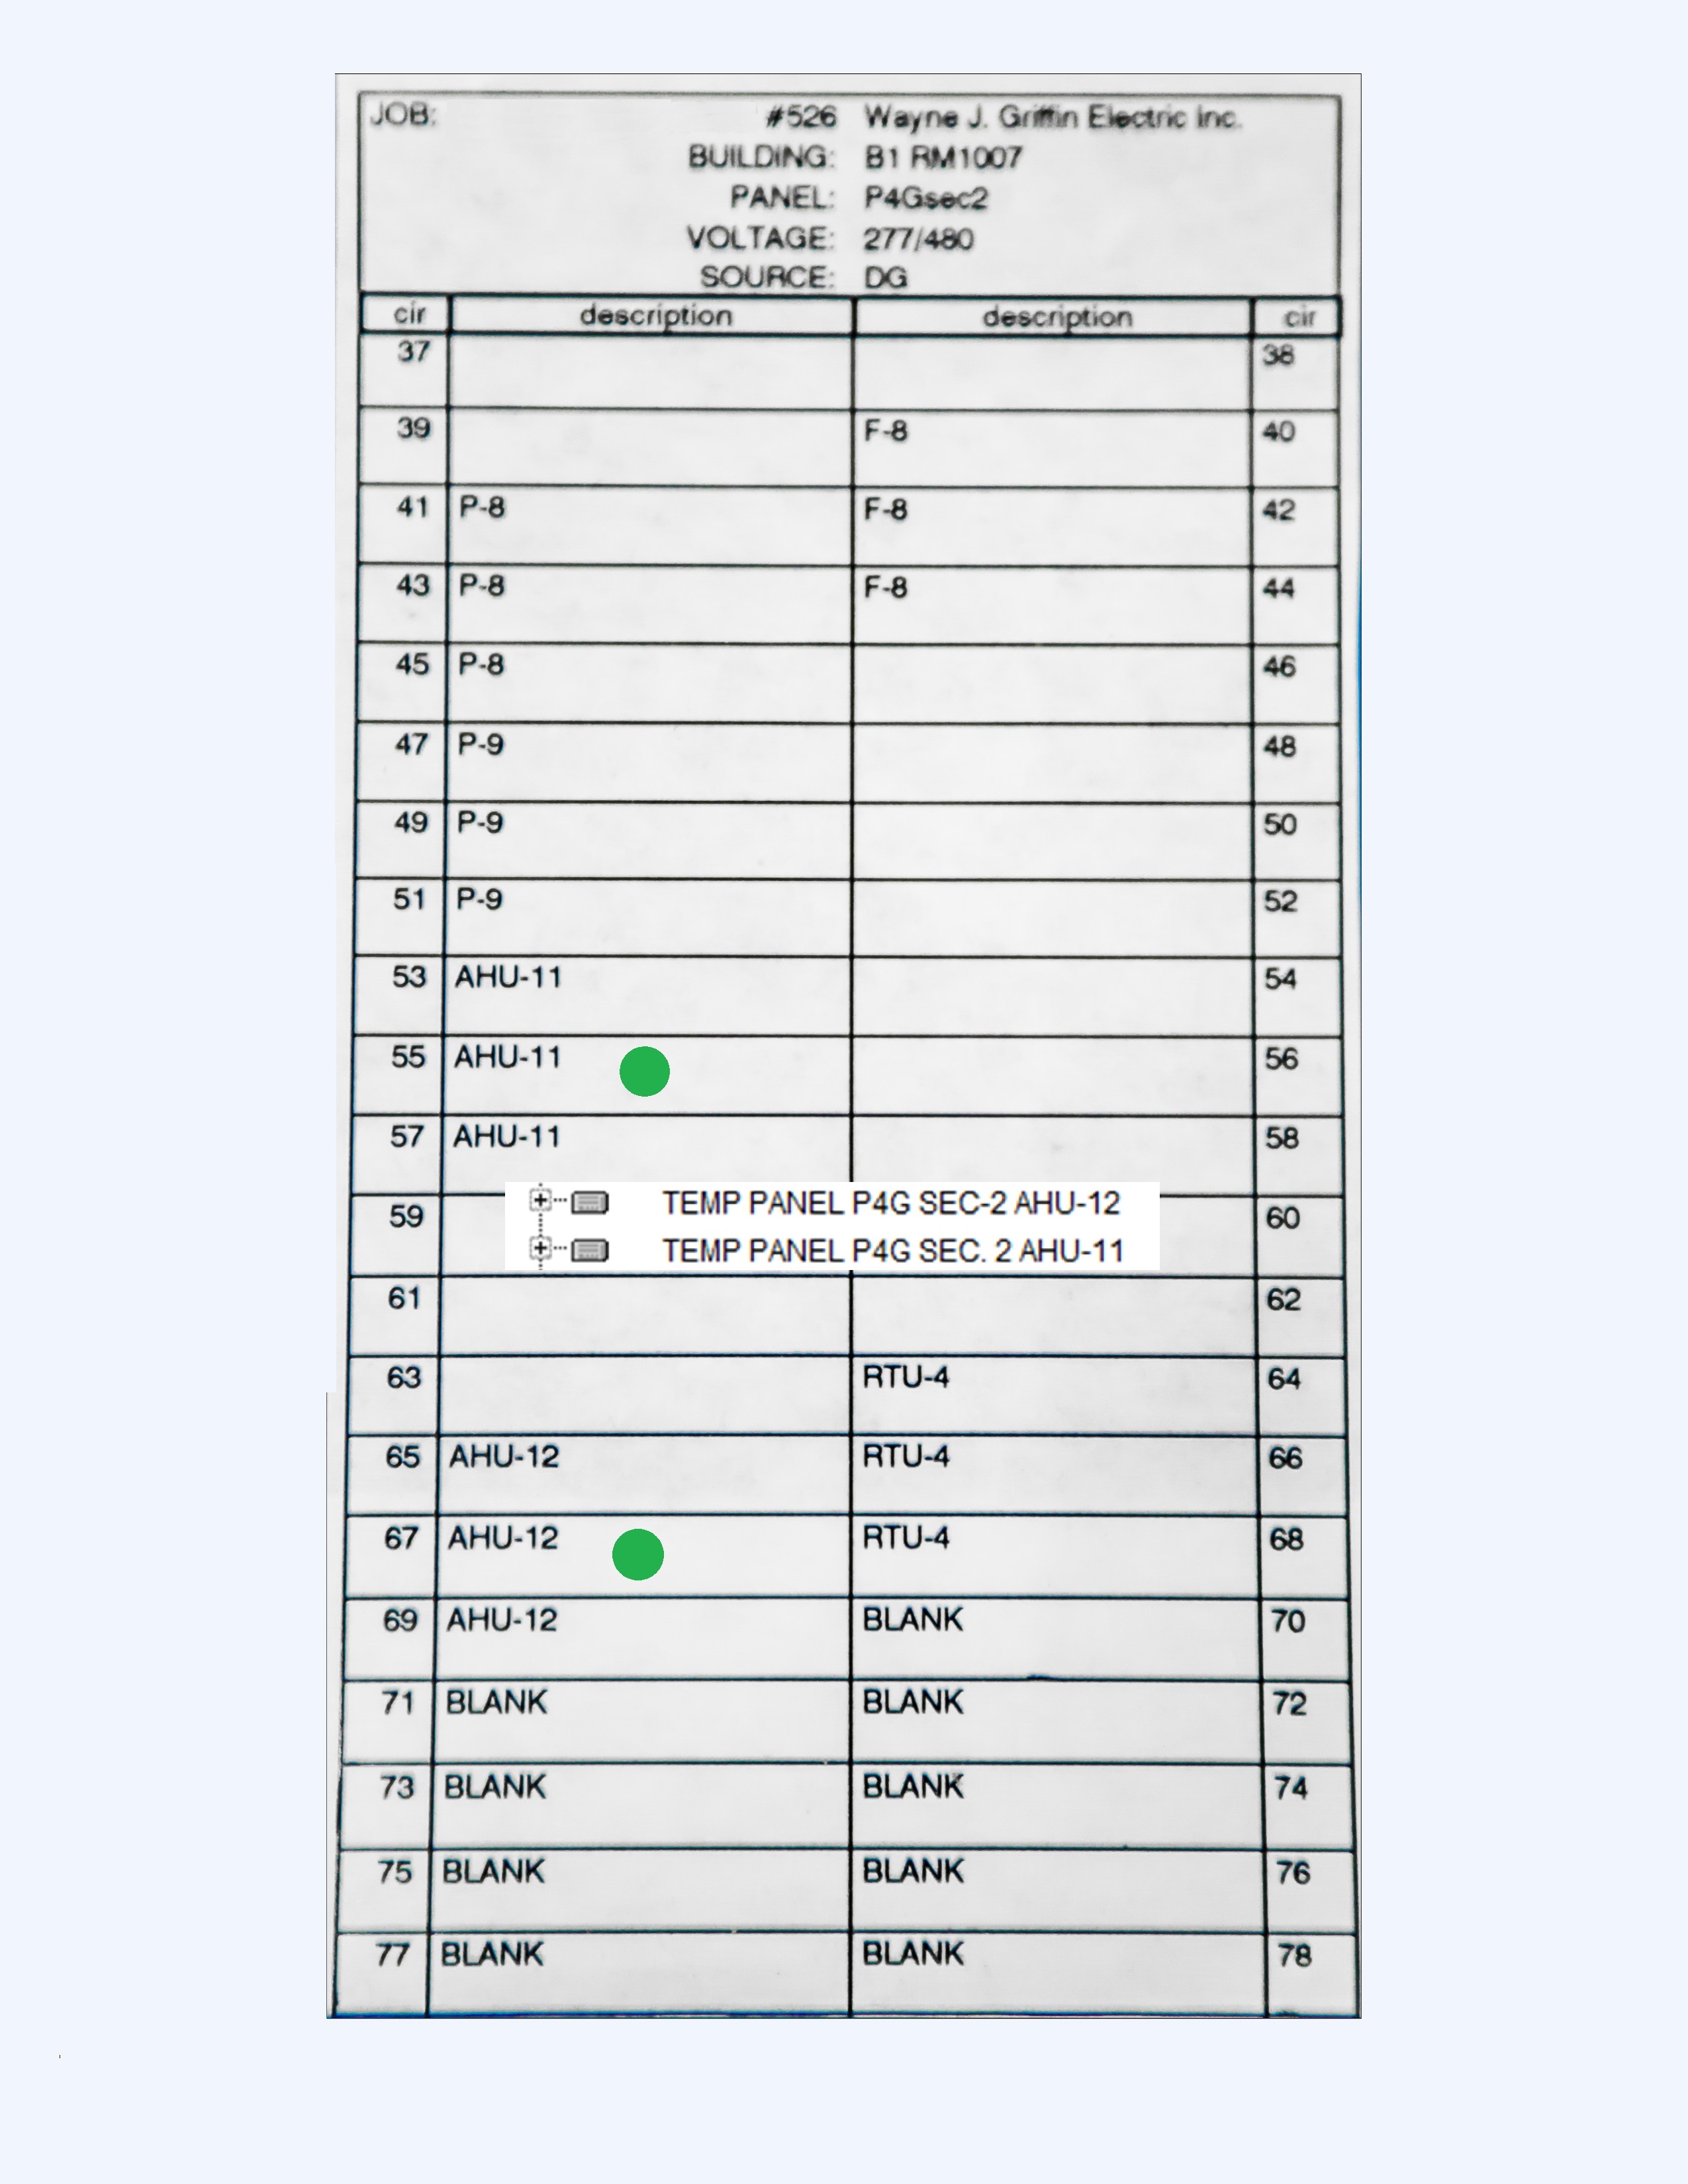 JOB: #526 Wayne J. Griffin Electric Inc.
BUILDING: B1 RM1007
PANEL: P4Gsec2
VOLTAGE: 277/480
SOURCE: DG
cir description description cir
37 38
39 F-8 40
41 P-8 F-8 42
43 P-8 F-8 44
45 P-8 46
47 P-9 48
49 P-9 50
51 P-9 52
53 AHU-11 54
55 AHU-11 56
57 AHU-11 58
TEMP PANEL P4G SEC-2 AHU-12
59 60
TEMP PANEL P4G SEC. 2 AHU-11
61 62
63 RTU-4 64
65 AHU-12 RTU-4 66
67 AHU-12 RTU-4 68
69 AHU-12 BLANK 70
71 BLANK BLANK 72
73 BLANK BLANK 74
75 BLANK BLANK 76
77 BLANK BLANK 78